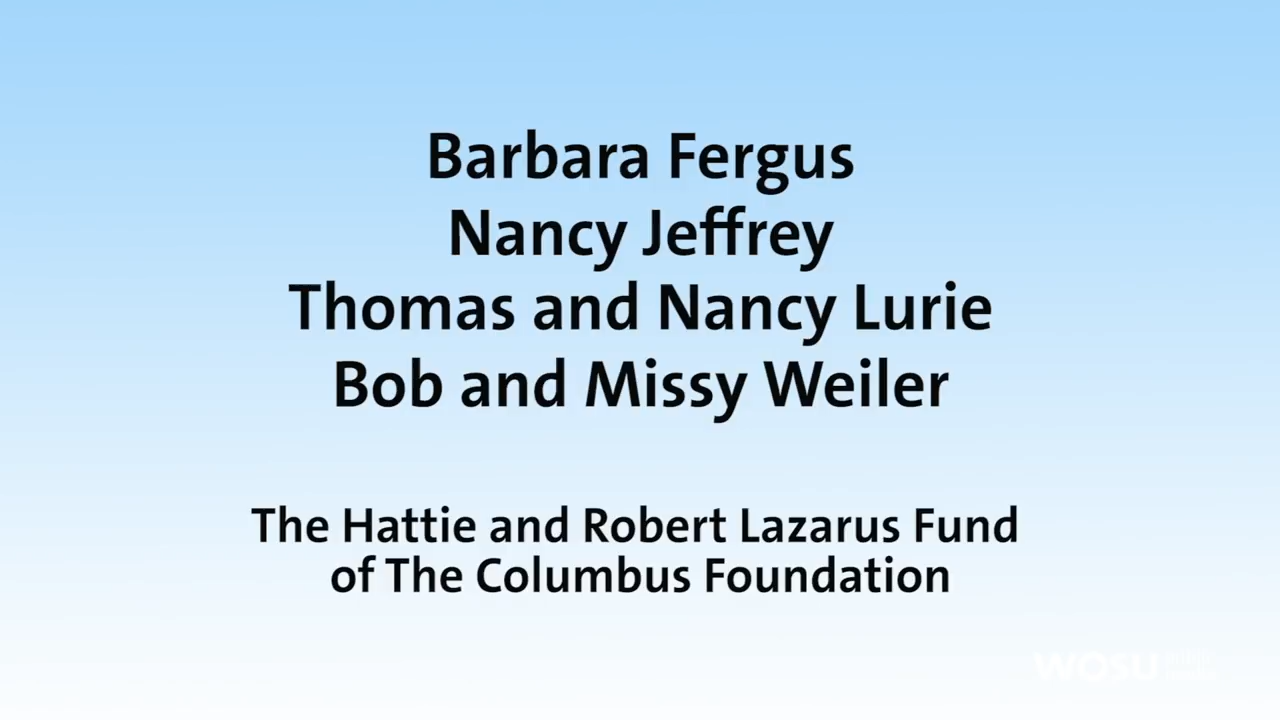 Barbara Fergus
Nancy Jeffrey
Thomas and Nancy Lurie
Bob and Missy Weiler
The Hattie and Robert Lazarus Fund
of The Columbus Foundation
WOSU